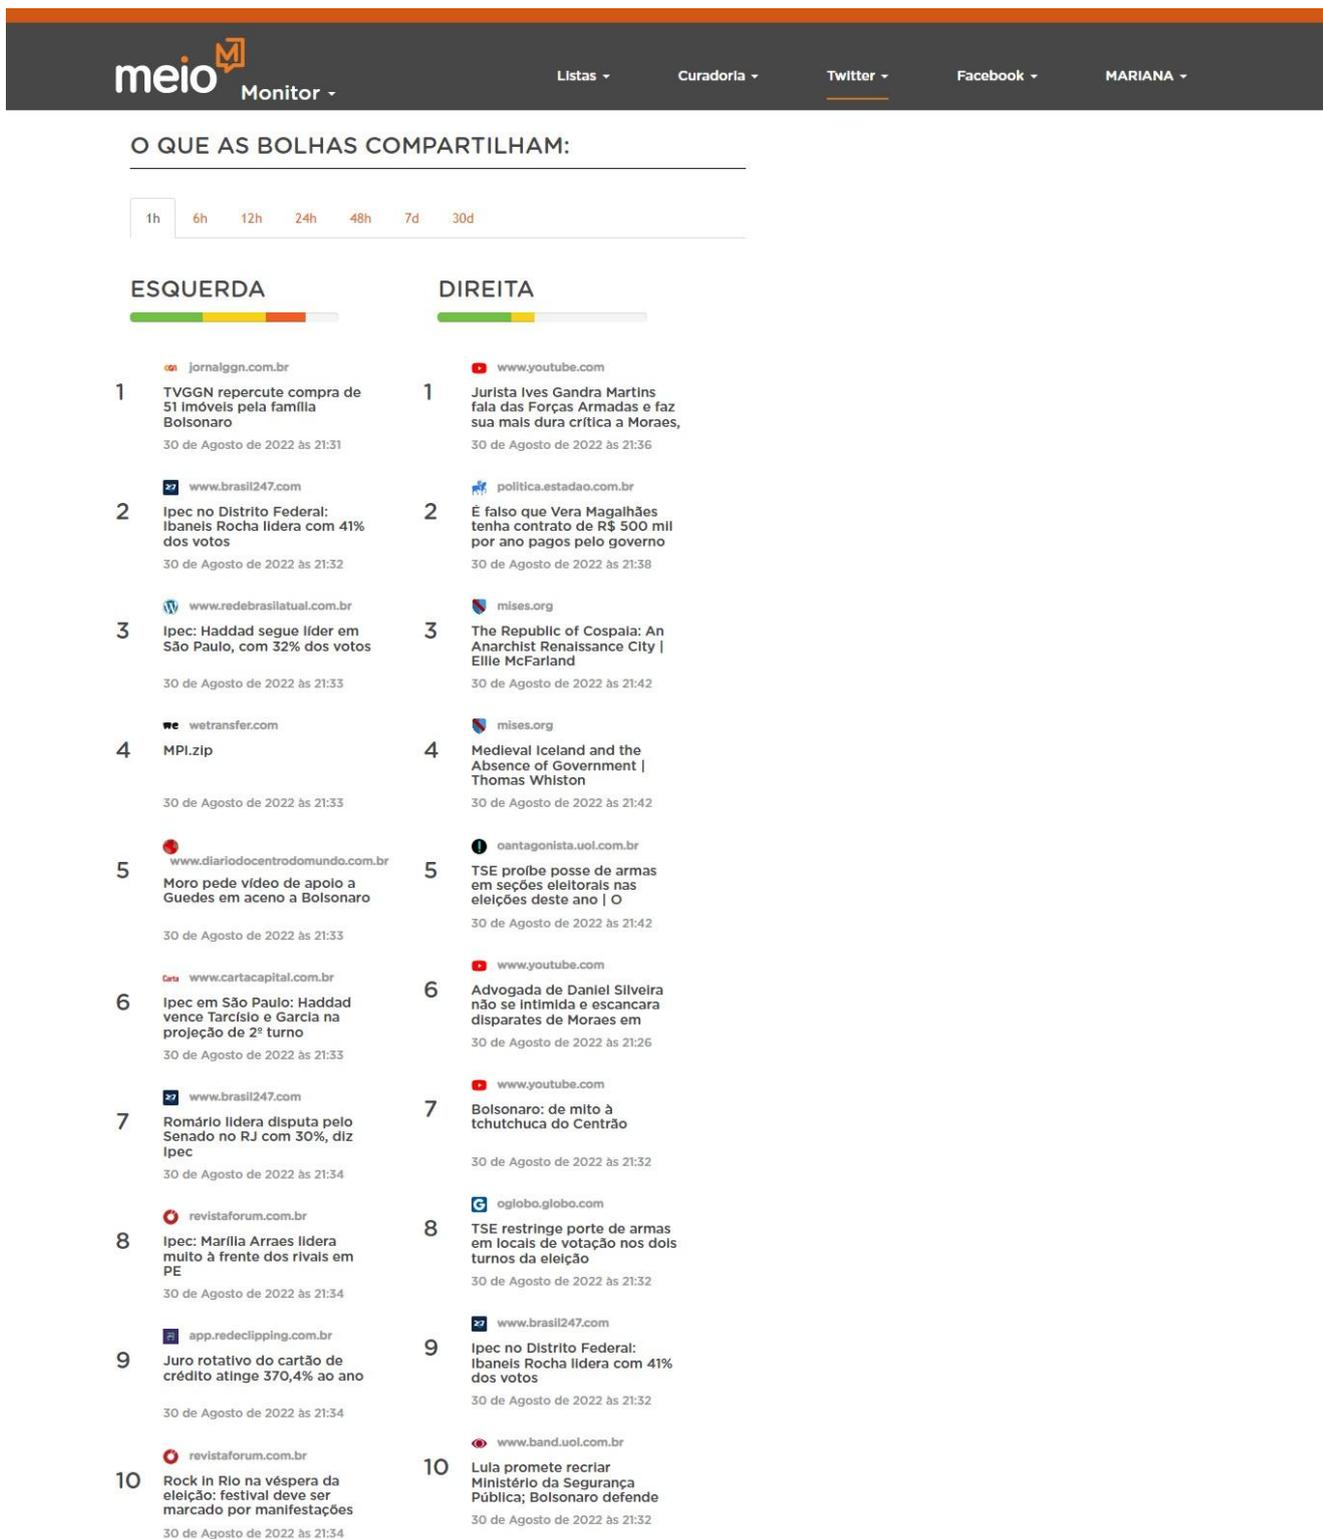 meio
Monitor
Listas
Curadoria
Twitter
Facebook
MARIANA
O QUE AS BOLHAS COMPARTILHAM:
1h 6h 12h 24h 48h 7d 30d
ESQUERDA
jornalggn.com.br
1
TVGGN repercute compra de
51 imóveis pela família
Bolsonaro
30 de Agosto de 2022 às 21:31
www.brasil247.com
2
Ipec no Distrito Federal:
Ibaneis Rocha lidera com 41%
dos votos
30 de Agosto de 2022 às 21:32
www.redebrasilatual.com.br
3
Ipec: Haddad segue líder em
São Paulo, com 32% dos votos
30 de Agosto de 2022 às 21:33
we wetransfer.com
4
MPI.zip
30 de Agosto de 2022 às 21:33
www.diariodocentrodomundo.com.br
5
Moro pede vídeo de apoio a
Guedes em aceno a Bolsonaro
30 de Agosto de 2022 às 21:33
Carta www.cartacapital.com.br
6
Ipec em São Paulo: Haddad
vence Tarcísio e Garcia na
projeção de 2º turno
30 de Agosto de 2022 às 21:33
www.brasil247.com
7
Romário lidera disputa pelo
Senado no RJ com 30%, diz
Ipec
30 de Agosto de 2022 às 21:34
revistaforum.com.br
8
Ipec: Marília Arraes lidera
muito à frente dos rivais em
PE
30 de Agosto de 2022 às 21:34
app.redeclipping.com.br
9
Juro rotativo do cartão de
crédito atinge 370,4% ao ano
30 de Agosto de 2022 às 21:34
revistaforum.com.br
10
Rock in Rio na véspera da
eleição: festival deve ser
marcado por manifestações
30 de Agosto de 2022 às 21:34
DIREITA
www.youtube.com
1
Jurista Ives Gandra Martins
fala das Forças Armadas e faz
sua mais dura crítica a Moraes,
30 de Agosto de 2022 às 21:36
politica.estadao.com.br
2
É falso que Vera Magalhães
tenha contrato de R$ 500 mil
por ano pagos pelo governo
30 de Agosto de 2022 às 21:38
mises.org
3
The Republic of Cospaia: An
Anarchist Renaissance City |
Ellie McFarland
30 de Agosto de 2022 às 21:42
mises.org
4
Medieval Iceland and the
Absence of Government |
Thomas Whiston
30 de Agosto de 2022 às 21:42
oantagonista.uol.com.br
5
TSE proíbe posse de armas
em seções eleitorais nas
eleições deste ano | O
30 de Agosto de 2022 às 21:42
www.youtube.com
6
Advogada de Daniel Silveira
não se intimida e escancara
disparates de Moraes em
30 de Agosto de 2022 às 21:26
www.youtube.com
7
Bolsonaro: de mito à
tchutchuca do Centrão
30 de Agosto de 2022 às 21:32
oglobo.globo.com
8
TSE restringe porte de armas
em locais de votação nos dois
turnos da eleição
30 de Agosto de 2022 às 21:32
www.brasil247.com
9
Ipec no Distrito Federal:
Ibaneis Rocha lidera com 41%
dos votos
30 de Agosto de 2022 às 21:32
www.band.uol.com.br
10
Lula promete recriar
Ministério da Segurança
Pública; Bolsonaro defende
30 de Agosto de 2022 às 21:32